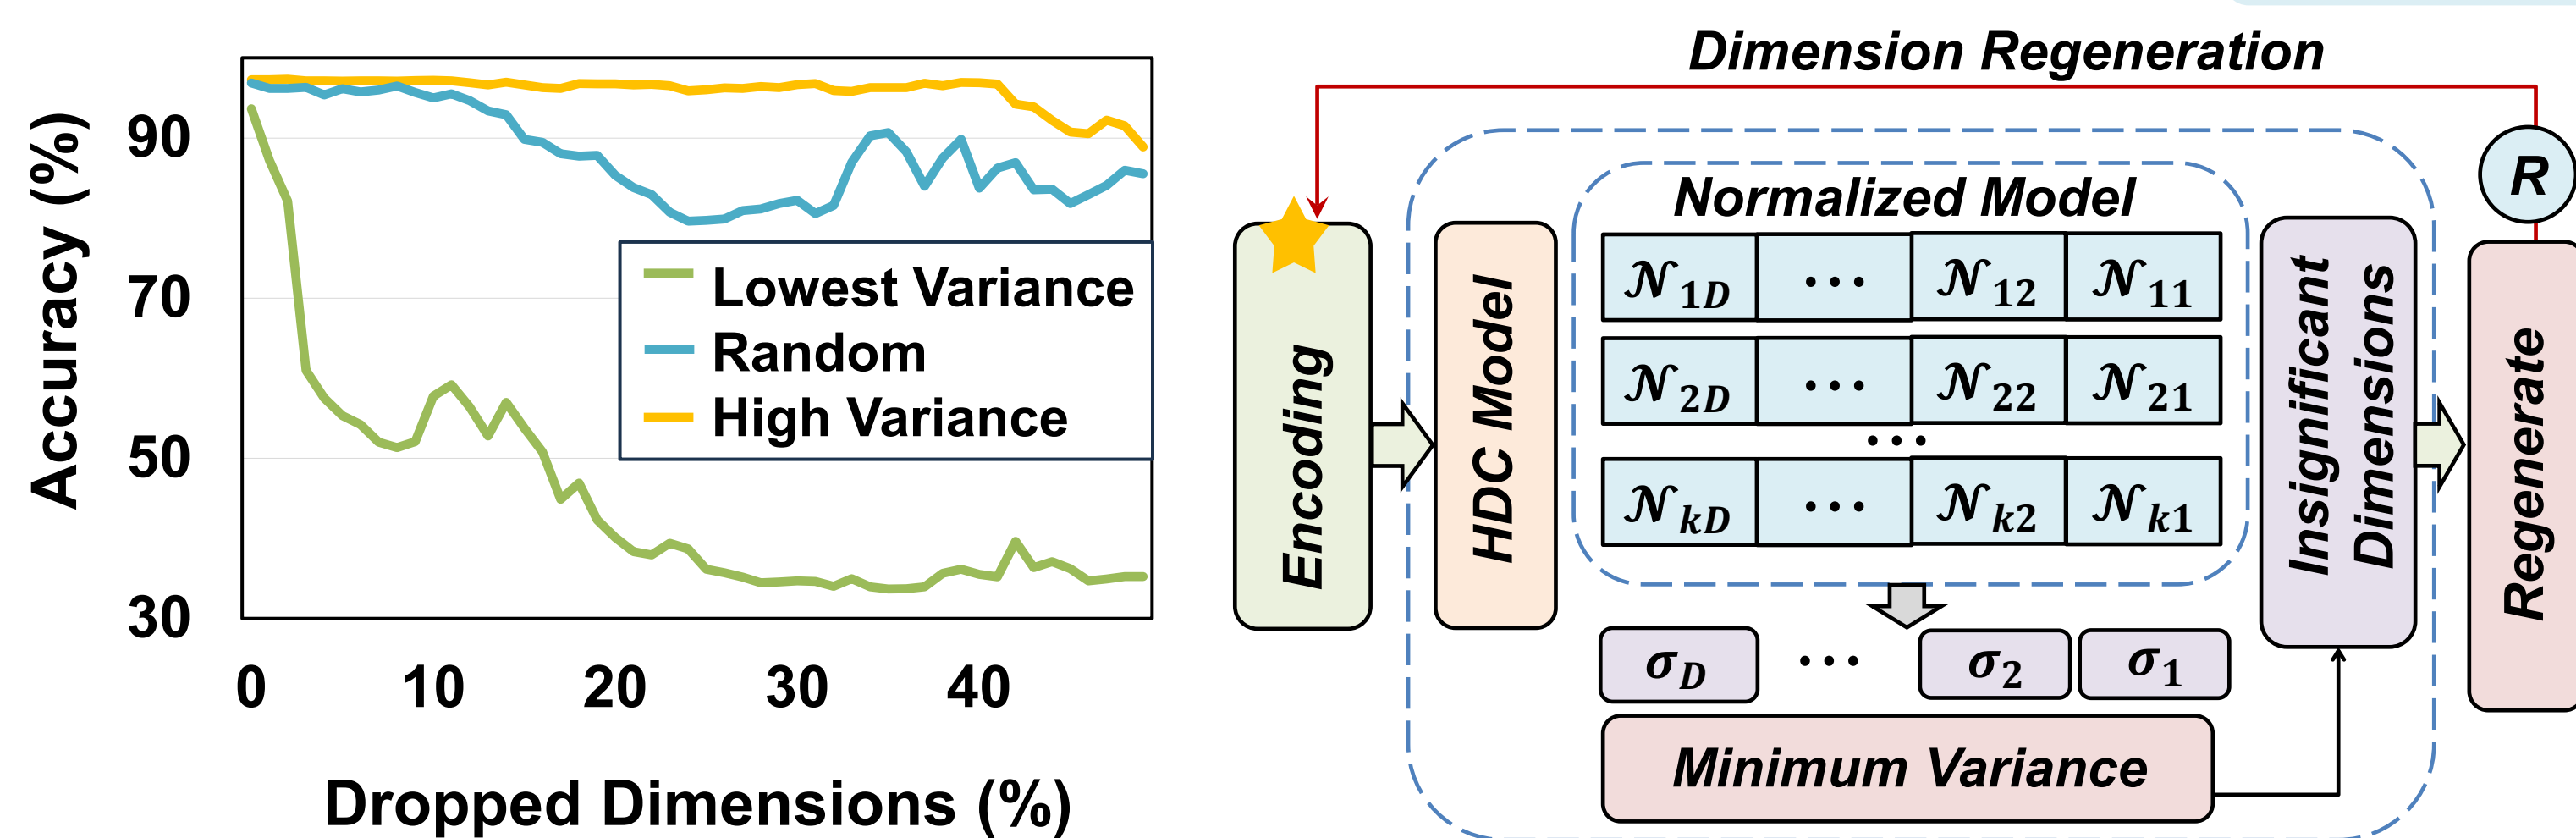 Accuracy (%)
90
70
50
30
0 10 20 30 40
Dropped Dimensions (%)
Lowest Variance
Random
High Variance
Dimension Regeneration
R
Encoding
HDC Model
Normalized Model
𝒩1D ... 𝒩12 𝒩11
𝒩2D ... 𝒩22 𝒩21
...
𝒩kD ... 𝒩k2 𝒩k1
σD ... σ2 σ1
Minimum Variance
Insignificant
Dimensions
Regenerate